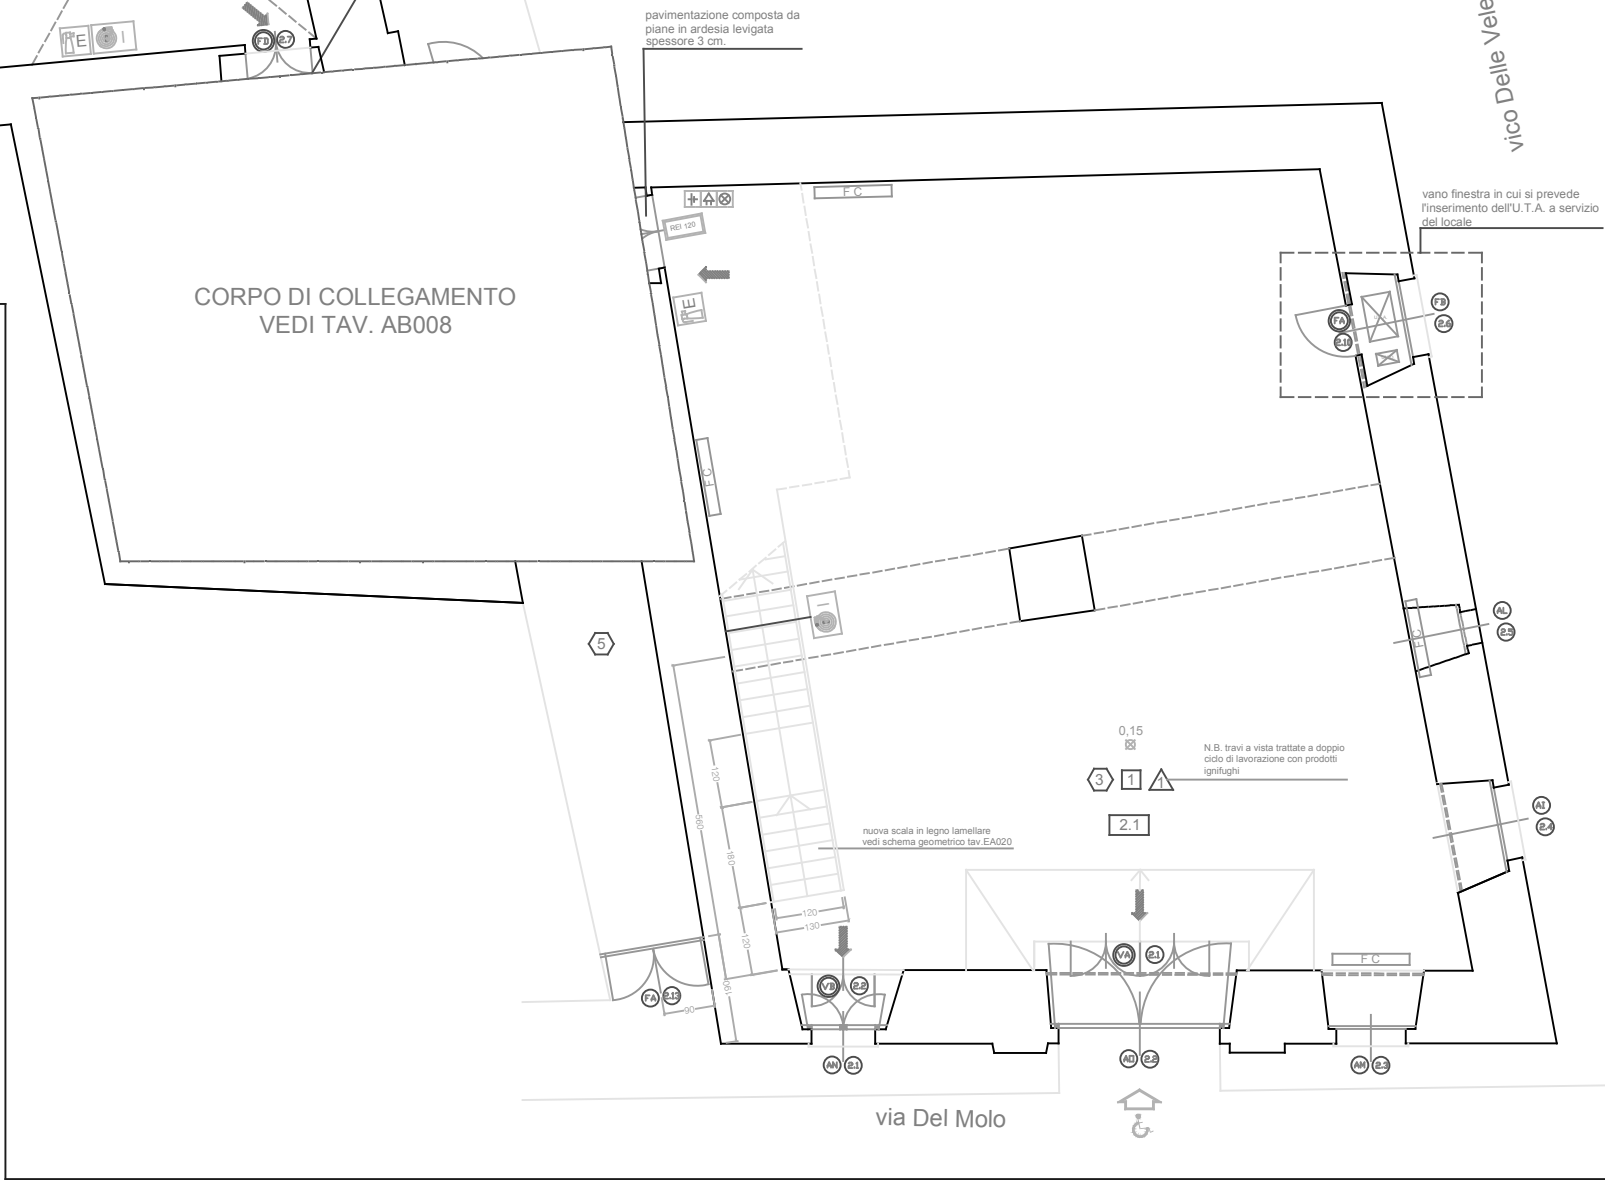 pavimentazione composta da
piane in ardesia levigata
spessore 3 cm.
vico Delle Vele
E
I
FD 2.7
F C
REI 120
E
vano finestra in cui si prevede
l'inserimento dell'U.T.A. a servizio
del locale
CORPO DI COLLEGAMENTO
VEDI TAV. AB008
FB
2.6
FA
2.10
F C
I
5
AL
2.5
F C
0,15
3 1 1
N.B. travi a vista trattate a doppio
ciclo di lavorazione con prodotti
ignifughi
2.1
AI
2.4
nuova scala in legno lamellare
vedi schema geometrico tav.EA020
120
560
180
120
120
130
190
90
VA 2.1
F C
VB 2.2
FA 2.13
AN 2.1
AO 2.2
AM 2.3
via Del Molo